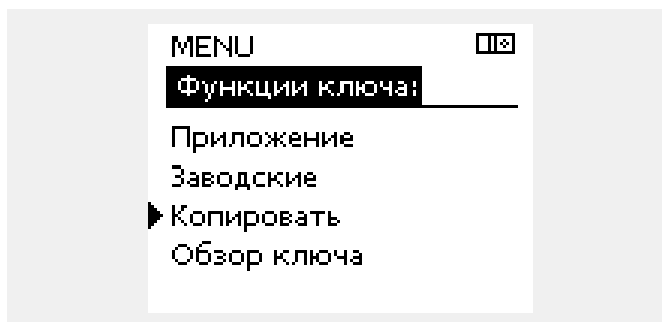 MENU
Функции ключа:
Приложение
Заводские
Копировать
Обзор ключа